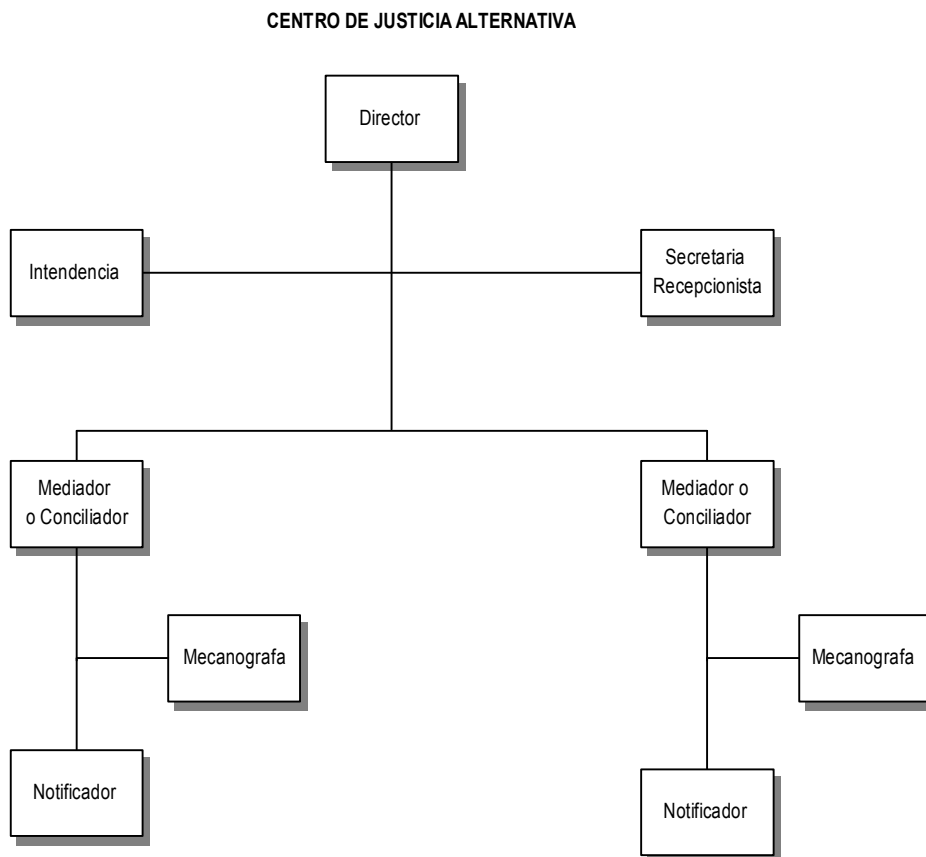 CENTRO DE JUSTICIA ALTERNATIVA
Director
Intendencia
Secretaria
Recepcionista
Mediador
o Conciliador
Mediador o
Conciliador
Mecanografa
Mecanografa
Notificador
Notificador